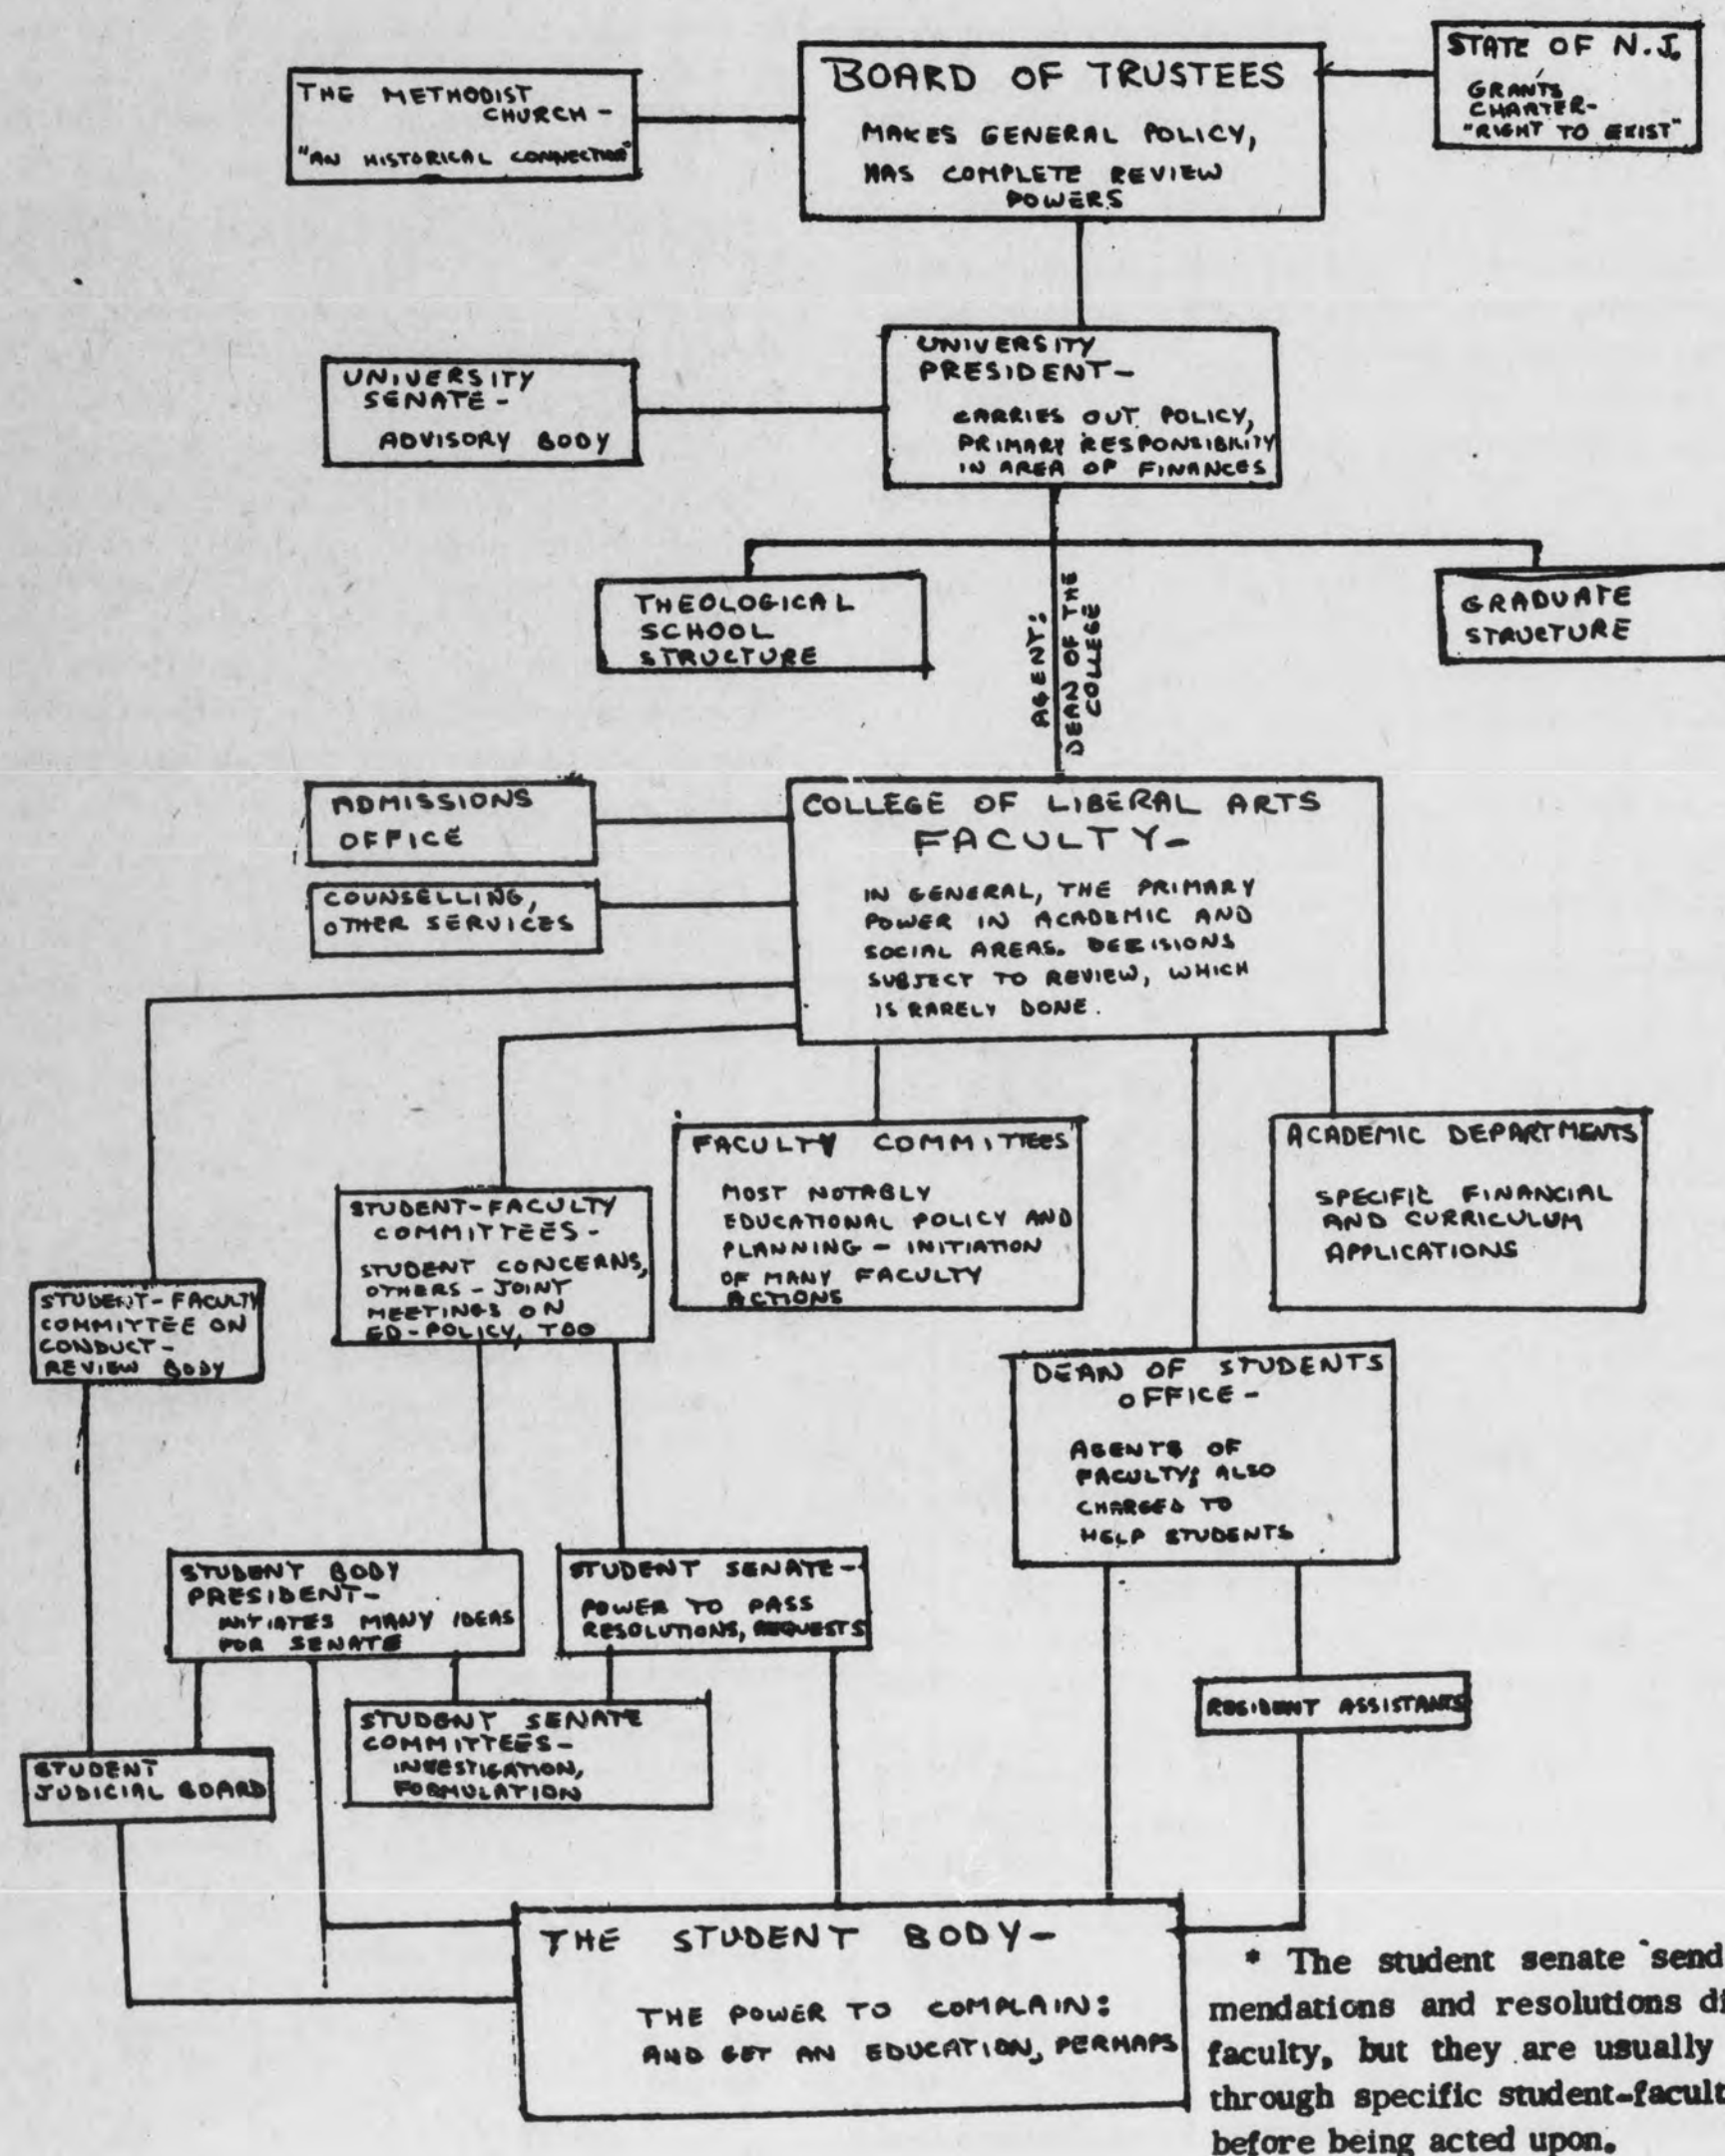 THE METHODIST
CHURCH -
"AN HISTORICAL CONNECTION"
BOARD OF TRUSTEES
MAKES GENERAL POLICY,
HAS COMPLETE REVIEW
POWERS
STATE OF N.J.
GRANTS
CHARTER-
"RIGHT TO EXIST"
UNIVERSITY
SENATE -
ADVISORY BODY
UNIVERSITY
PRESIDENT-
CARRIES OUT POLICY,
PRIMARY RESPONSIBILITY
IN AREA OF FINANCES
THEOLOGICAL
SCHOOL
STRUCTURE
AGENT:
DEAN OF THE
COLLEGE
GRADUATE
STRUCTURE
ADMISSIONS
OFFICE
COUNSELLING,
OTHER SERVICES
COLLEGE OF LIBERAL ARTS
FACULTY-
IN GENERAL, THE PRIMARY
POWER IN ACADEMIC AND
SOCIAL AREAS. DECISIONS
SUBJECT TO REVIEW, WHICH
IS RARELY DONE.
STUDENT-FACULTY
COMMITTEE ON
CONDUCT-
REVIEW BODY
STUDENT-FACULTY
COMMITTEES-
STUDENT CONCERNS,
OTHERS - JOINT
MEETINGS ON
ED-POLICY, TOO
FACULTY COMMITTEES
MOST NOTABLY
EDUCATIONAL POLICY AND
PLANNING - INITIATION
OF MANY FACULTY
ACTIONS
ACADEMIC DEPARTMENTS
SPECIFIC FINANCIAL
AND CURRICULUM
APPLICATIONS
DEAN OF STUDENTS
OFFICE -
AGENTS OF
FACULTY; ALSO
CHARGED TO
HELP STUDENTS
STUDENT BODY
PRESIDENT-
INITIATES MANY IDEAS
FOR SENATE
STUDENT SENATE-
POWER TO PASS
RESOLUTIONS, REQUESTS
STUDENT SENATE
COMMITTEES-
INVESTIGATION,
FORMULATION
RESIDENT ASSISTANTS
STUDENT
JUDICIAL BOARD
THE STUDENT BODY-
THE POWER TO COMPLAIN:
AND GET AN EDUCATION, PERHAPS
* The student senate send
mendations and resolutions di
faculty, but they are usually
through specific student-facult
before being acted upon.